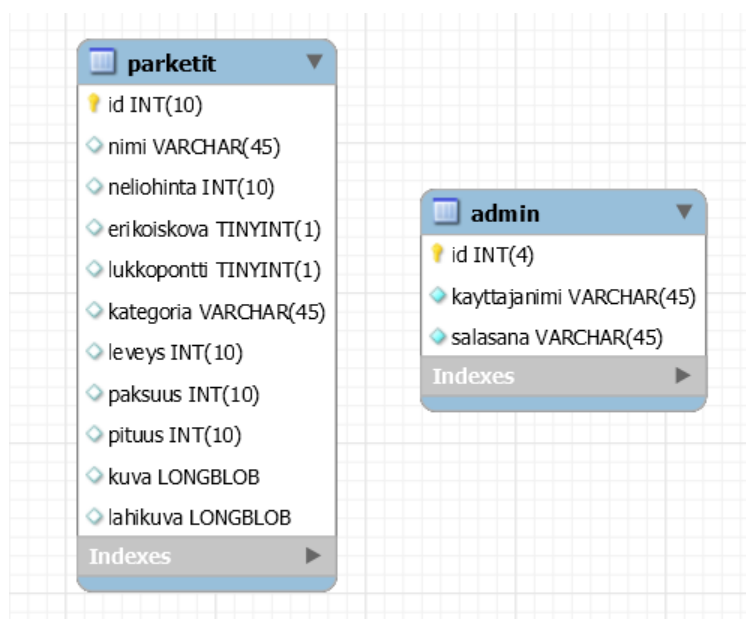 parketit
id INT(10)
nimi VARCHAR(45)
neliohinta INT(10)
erikoiskova TINYINT(1)
lukkopontti TINYINT(1)
kategoria VARCHAR(45)
leveys INT(10)
paksuus INT(10)
pituus INT(10)
kuva LONGBLOB
lahikuva LONGBLOB
Indexes
admin
id INT(4)
kayttajanimi VARCHAR(45)
salasana VARCHAR(45)
Indexes